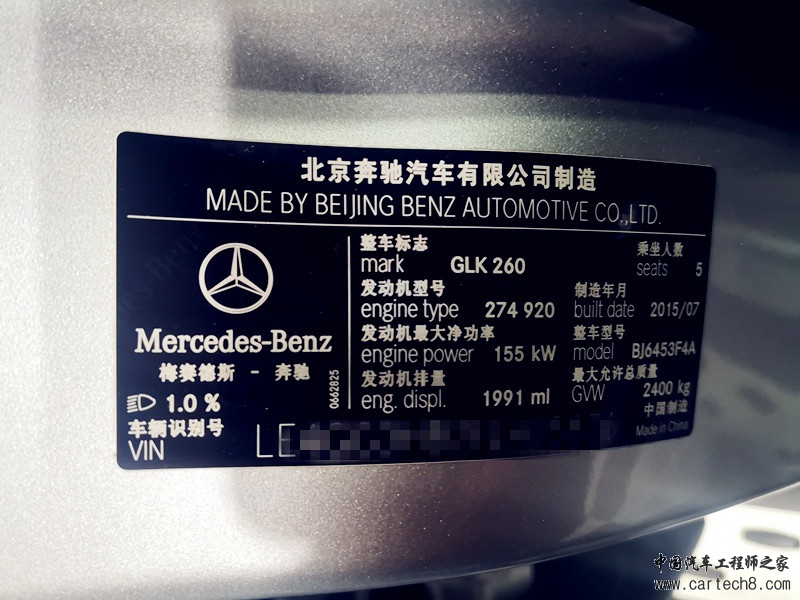 北京奔驰汽车有限公司制造
MADE BY BEIJING BENZ AUTOMOTIVE CO.,LTD.
Mercedes-Benz
梅赛德斯 - 奔驰
1.0 %
整车标志
mark GLK 260
乘坐人数
seats 5
发动机型号
engine type 274 920
制造年月
built date 2015/07
发动机最大净功率
engine power 155 kW
整车型号
model BJ6453F4A
发动机排量
eng. displ. 1991 ml
最大允许总质量
GVW 2400 kg
中国制造
Made in China
0662825
车辆识别号
VIN LE
中国汽车工程师之家
www.cartech8.com